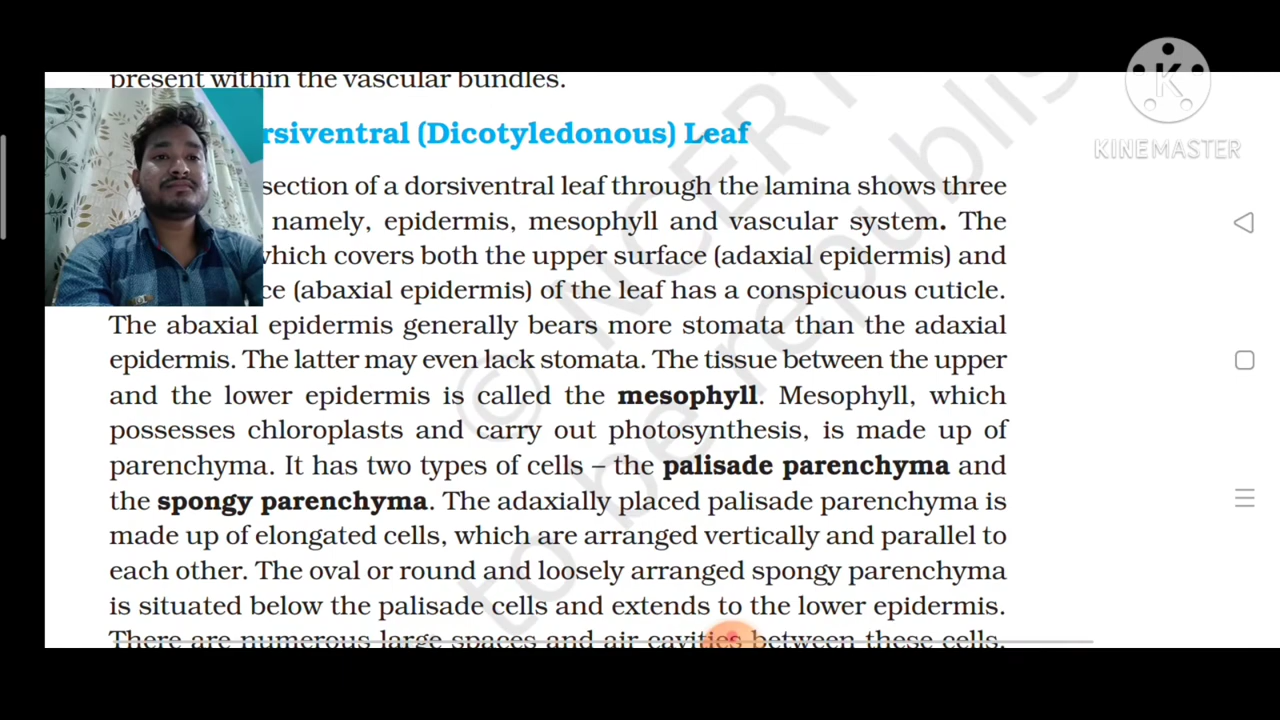 present within the vascular bundles.
rsiventral (Dicotyledonous) Leaf
section of a dorsiventral leaf through the lamina shows three
namely, epidermis, mesophyll and vascular system. The
which covers both the upper surface (adaxial epidermis) and
ce (abaxial epidermis) of the leaf has a conspicuous cuticle.
The abaxial epidermis generally bears more stomata than the adaxial
epidermis. The latter may even lack stomata. The tissue between the upper
and the lower epidermis is called the mesophyll. Mesophyll, which
possesses chloroplasts and carry out photosynthesis, is made up of
parenchyma. It has two types of cells – the palisade parenchyma and
the spongy parenchyma. The adaxially placed palisade parenchyma is
made up of elongated cells, which are arranged vertically and parallel to
each other. The oval or round and loosely arranged spongy parenchyma
is situated below the palisade cells and extends to the lower epidermis.
There are numerous large spaces and air cavities between these cells.
© NCERT
to be republis
K
KINEMASTER